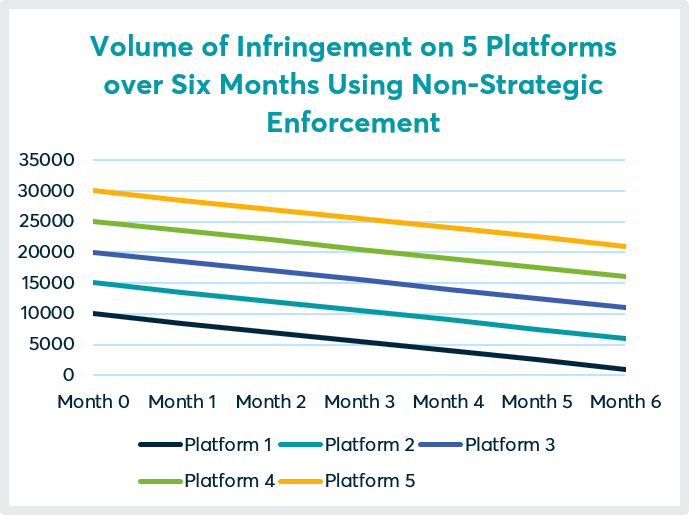 Volume of Infringement on 5 Platforms
over Six Months Using Non-Strategic
Enforcement
35000
30000
25000
20000
15000
10000
5000
0
Month 0 Month 1 Month 2 Month 3 Month 4 Month 5 Month 6
Platform 1 Platform 2 Platform 3
Platform 4 Platform 5